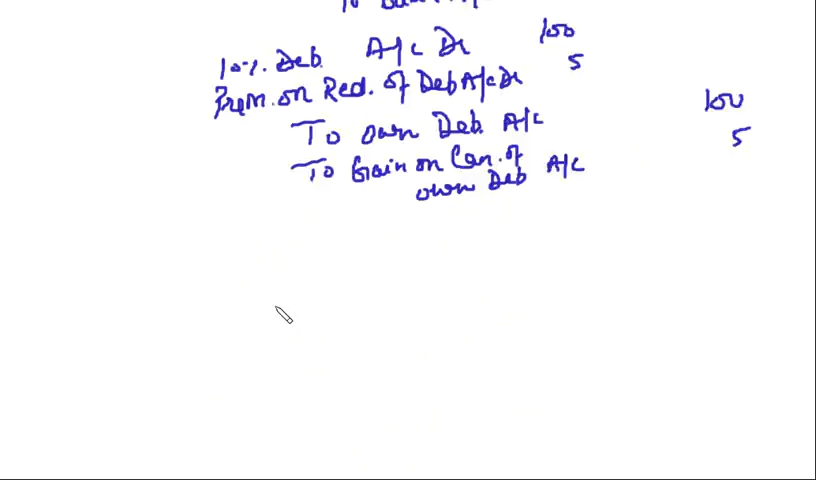 To
10%. Deb. A/c Dr 100
Prem. on Red. of Deb A/c Dr 5
To own Deb. A/c 100
To Gain on Can. of 5
own Deb A/c